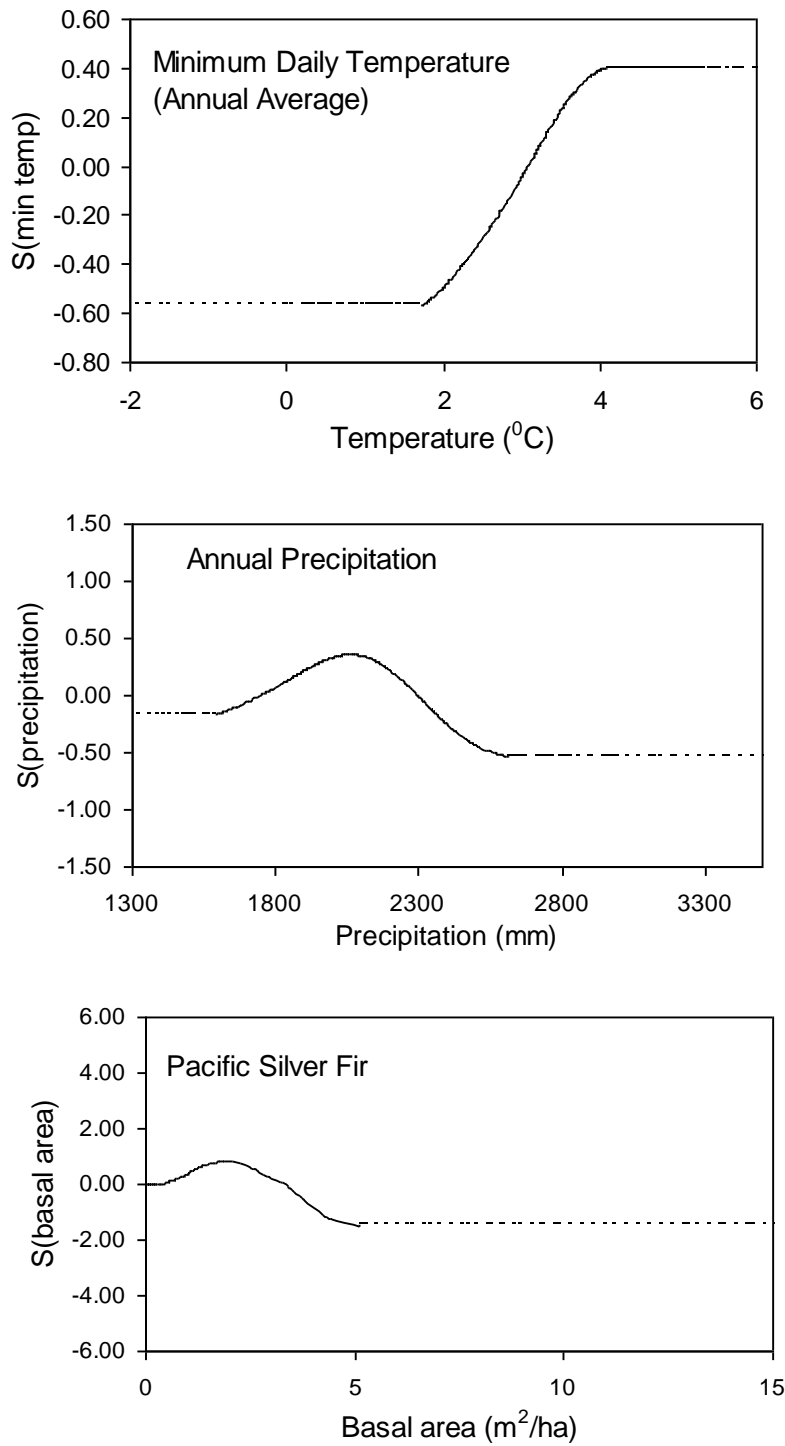 0.60
0.40
0.20
0.00
-0.20
-0.40
-0.60
-0.80
S(min temp)
Minimum Daily Temperature
(Annual Average)
-2 0 2 4 6
Temperature (⁰C)
1.50
1.00
0.50
0.00
-0.50
-1.00
-1.50
S(precipitation)
Annual Precipitation
1300 1800 2300 2800 3300
Precipitation (mm)
6.00
4.00
2.00
0.00
-2.00
-4.00
-6.00
S(basal area)
Pacific Silver Fir
0 5 10 15
Basal area (m²/ha)